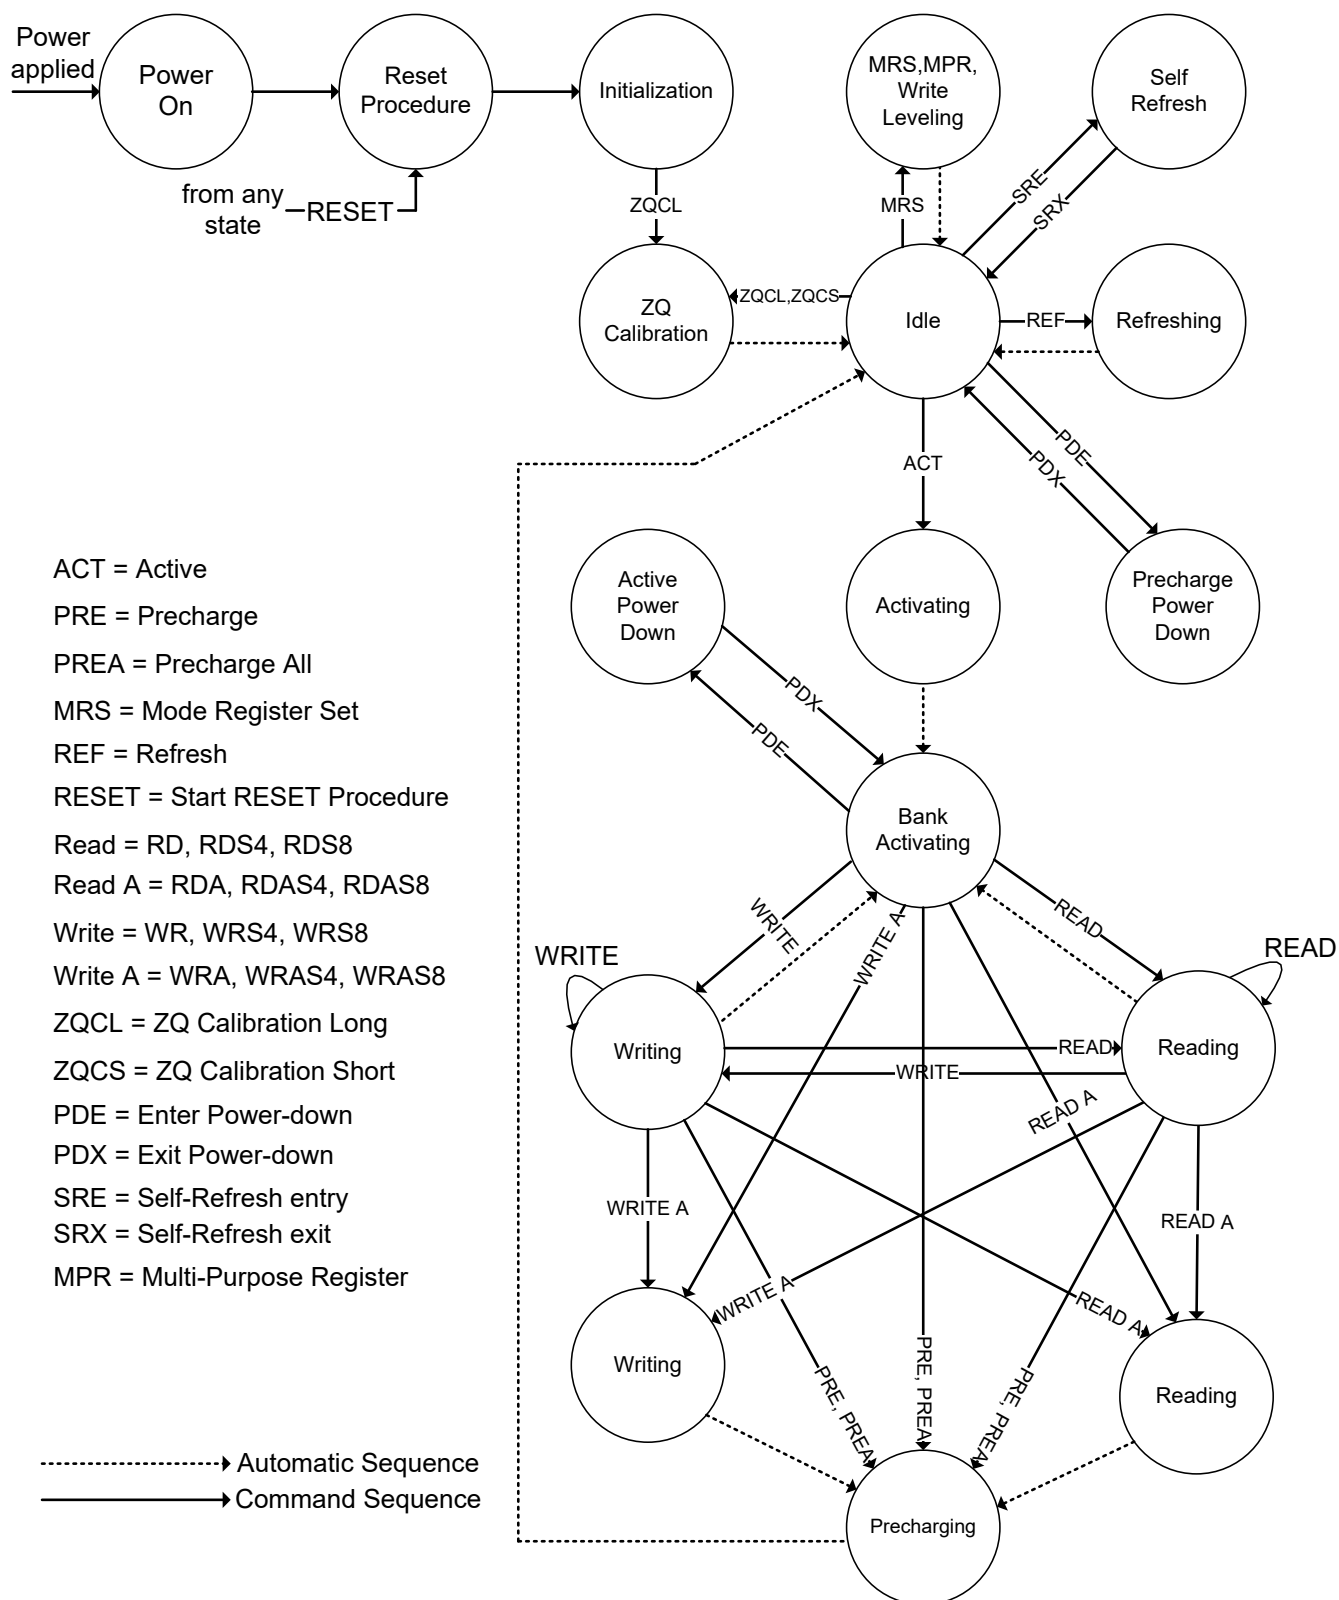 Power
applied
Power
On
Reset
Procedure
Initialization
MRS,MPR,
Write
Leveling
Self
Refresh
from any
state
RESET
ZQCL
MRS
SRE
SRX
ZQ
Calibration
ZQCL,ZQCS
Idle
REF
Refreshing
ACT
PDE
PDX
Active
Power
Down
Activating
Precharge
Power
Down
PDX
PDE
Bank
Activating
ACT = Active
PRE = Precharge
PREA = Precharge All
MRS = Mode Register Set
REF = Refresh
RESET = Start RESET Procedure
Read = RD, RDS4, RDS8
Read A = RDA, RDAS4, RDAS8
Write = WR, WRS4, WRS8
Write A = WRA, WRAS4, WRAS8
ZQCL = ZQ Calibration Long
ZQCS = ZQ Calibration Short
PDE = Enter Power-down
PDX = Exit Power-down
SRE = Self-Refresh entry
SRX = Self-Refresh exit
MPR = Multi-Purpose Register
WRITE
WRITE A
READ
WRITE
READ
Writing
READ
Reading
WRITE
READ A
WRITE A
READ A
WRITE A
READ A
Writing
PRE, PREA
PRE, PREA
PRE, PREA
Reading
Automatic Sequence
Command Sequence
Precharging